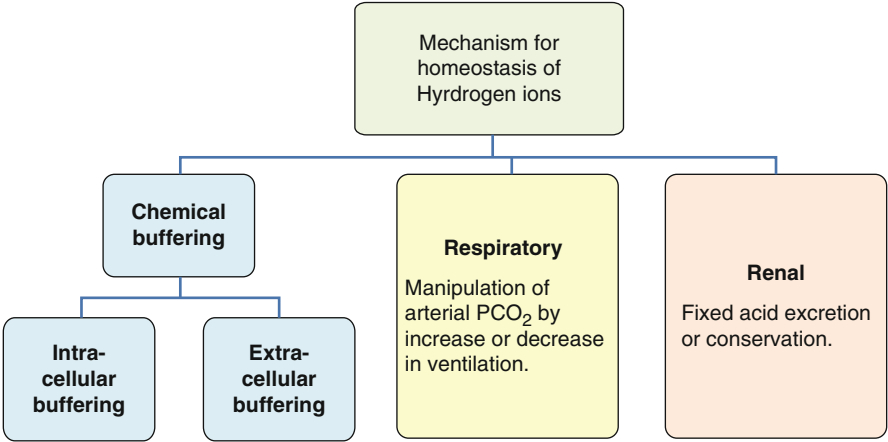 Mechanism for
homeostasis of
Hyrdrogen ions
Chemical
buffering
Intra-
cellular
buffering
Extra-
cellular
buffering
Respiratory
Manipulation of
arterial PCO2 by
increase or decrease
in ventilation.
Renal
Fixed acid excretion
or conservation.